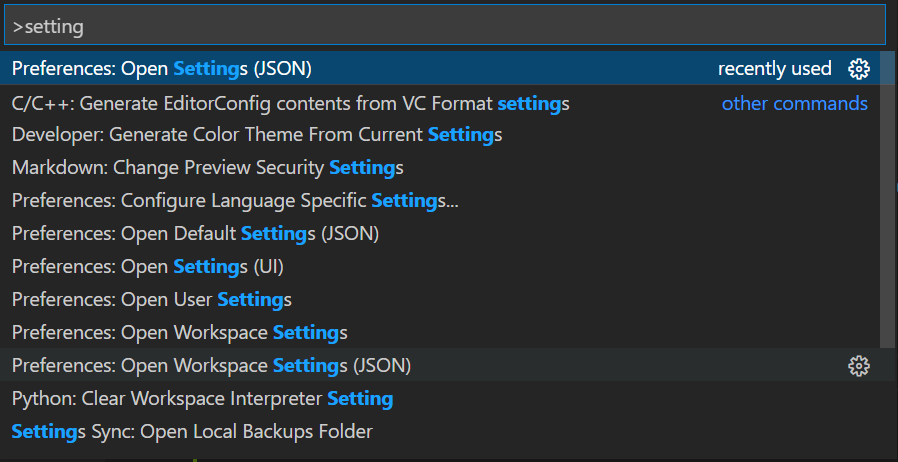 >setting
Preferences: Open Settings (JSON) recently used
C/C++: Generate EditorConfig contents from VC Format settings other commands
Developer: Generate Color Theme From Current Settings
Markdown: Change Preview Security Settings
Preferences: Configure Language Specific Settings...
Preferences: Open Default Settings (JSON)
Preferences: Open Settings (UI)
Preferences: Open User Settings
Preferences: Open Workspace Settings
Preferences: Open Workspace Settings (JSON)
Python: Clear Workspace Interpreter Setting
Settings Sync: Open Local Backups Folder